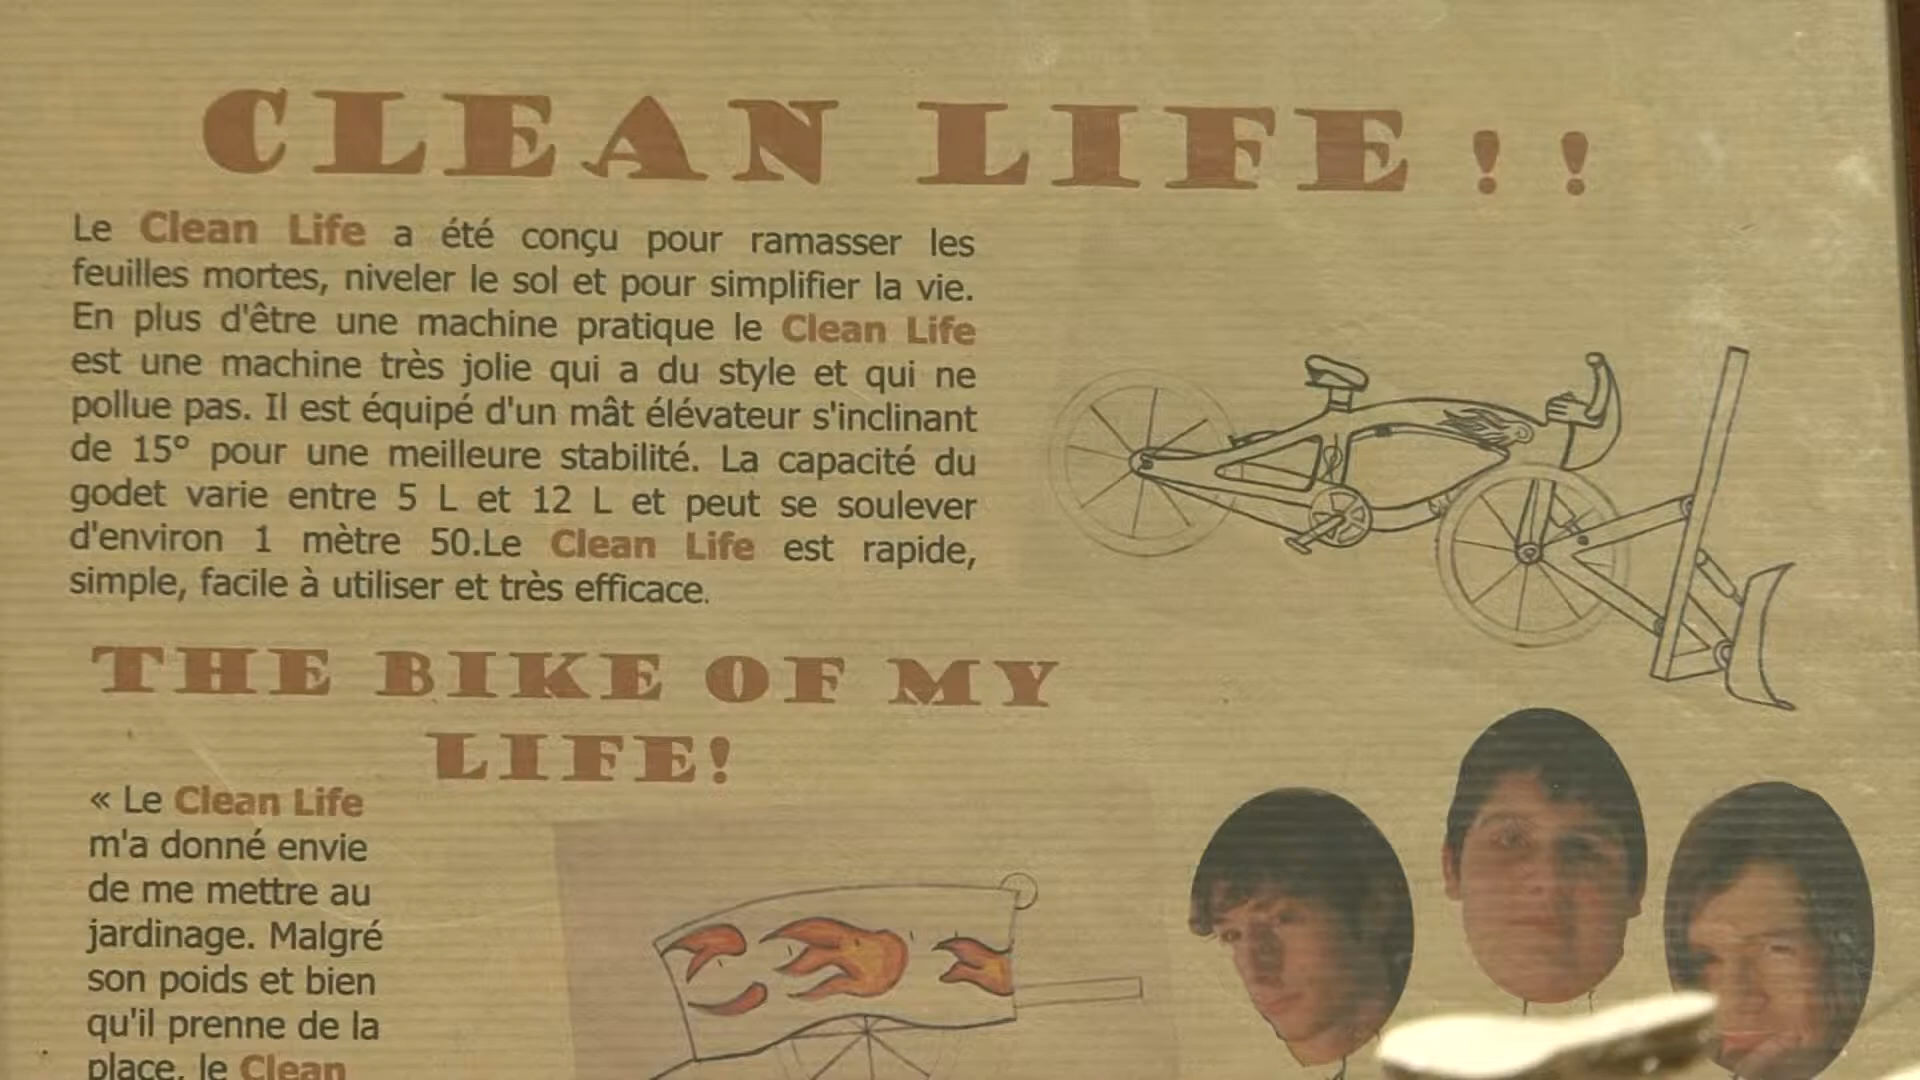 CLEAN LIFE !!
Le Clean Life a été conçu pour ramasser les
feuilles mortes, niveler le sol et pour simplifier la vie.
En plus d'être une machine pratique le Clean Life
est une machine très jolie qui a du style et qui ne
pollue pas. Il est équipé d'un mât élévateur s'inclinant
de 15° pour une meilleure stabilité. La capacité du
godet varie entre 5 L et 12 L et peut se soulever
d'environ 1 mètre 50.Le Clean Life est rapide,
simple, facile à utiliser et très efficace.
THE BIKE OF MY
LIFE!
« Le Clean Life
m'a donné envie
de me mettre au
jardinage. Malgré
son poids et bien
qu'il prenne de la
place, le Clean